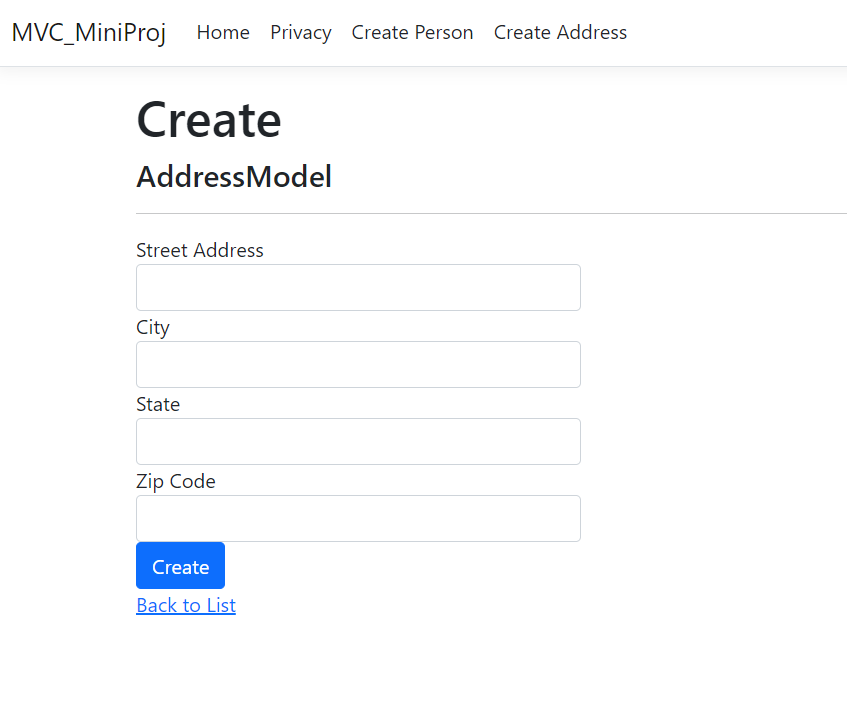 MVC_MiniProj Home Privacy Create Person Create Address
Create
AddressModel
Street Address
City
State
Zip Code
Create
Back to List